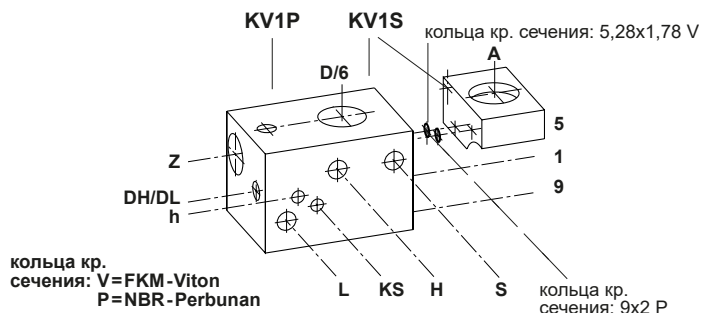 KV1P
KV1S
кольца кр. сечения: 5,28x1,78 V
D/6
A
5
Z
1
DH/DL
9
h
кольца кр.
сечения: V=FKM-Viton
P=NBR-Perbunan
L
KS
H
S
кольца кр.
сечения: 9x2 P